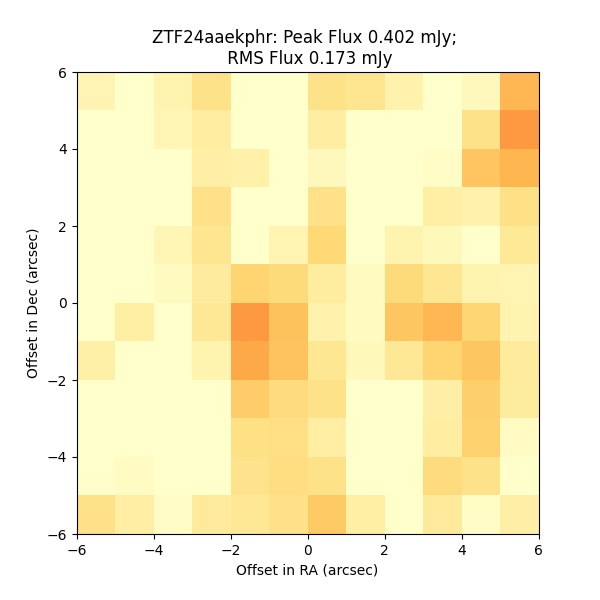 ZTF24aaekphr: Peak Flux 0.402 mJy;
RMS Flux 0.173 mJy
6
4
2
0
−2
−4
−6
Offset in Dec (arcsec)
−6 −4 −2 0 2 4 6
Offset in RA (arcsec)